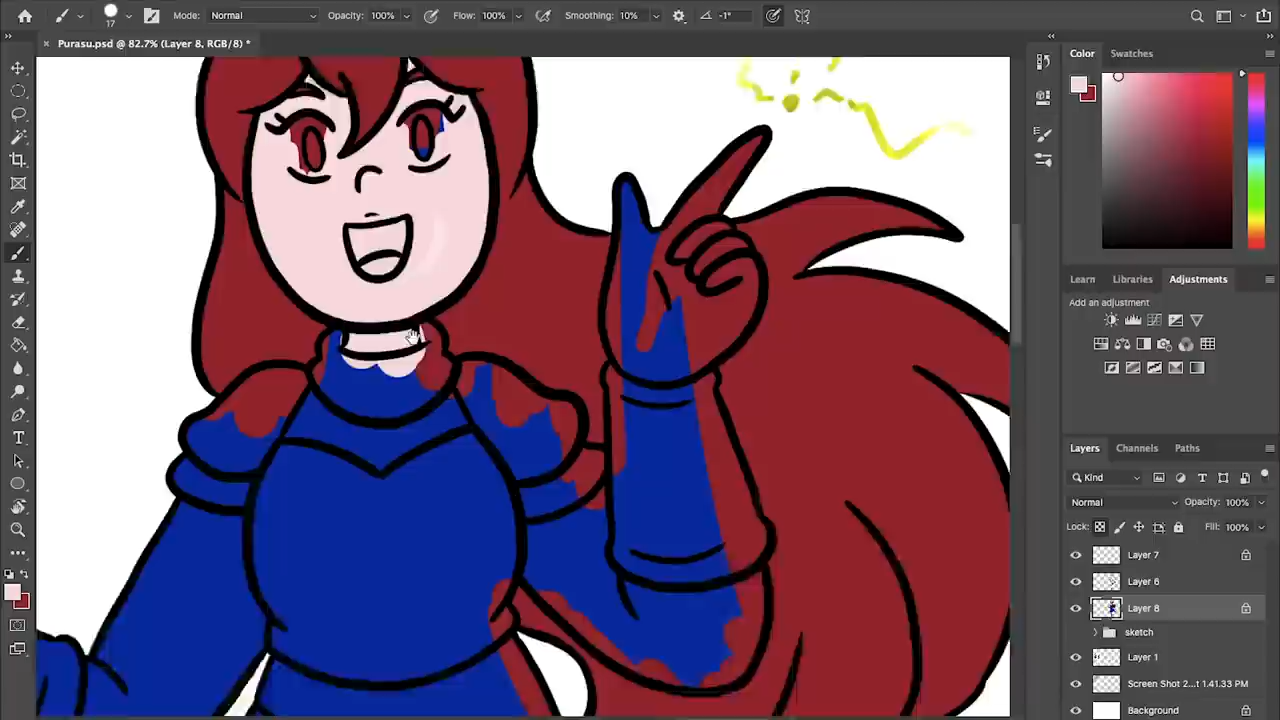 17 Mode: Normal Opacity: 100% Flow: 100% Smoothing: 10% -1°
× Purasu.psd @ 82.7% (Layer 8, RGB/8) *
Color Swatches
Learn Libraries Adjustments
Add an adjustment
Layers Channels Paths
Kind
Normal Opacity: 100%
Lock: Fill: 100%
Layer 7
Layer 6
Layer 8
sketch
Layer 1
Screen Shot 2...t 1.41.33 PM
Background
T